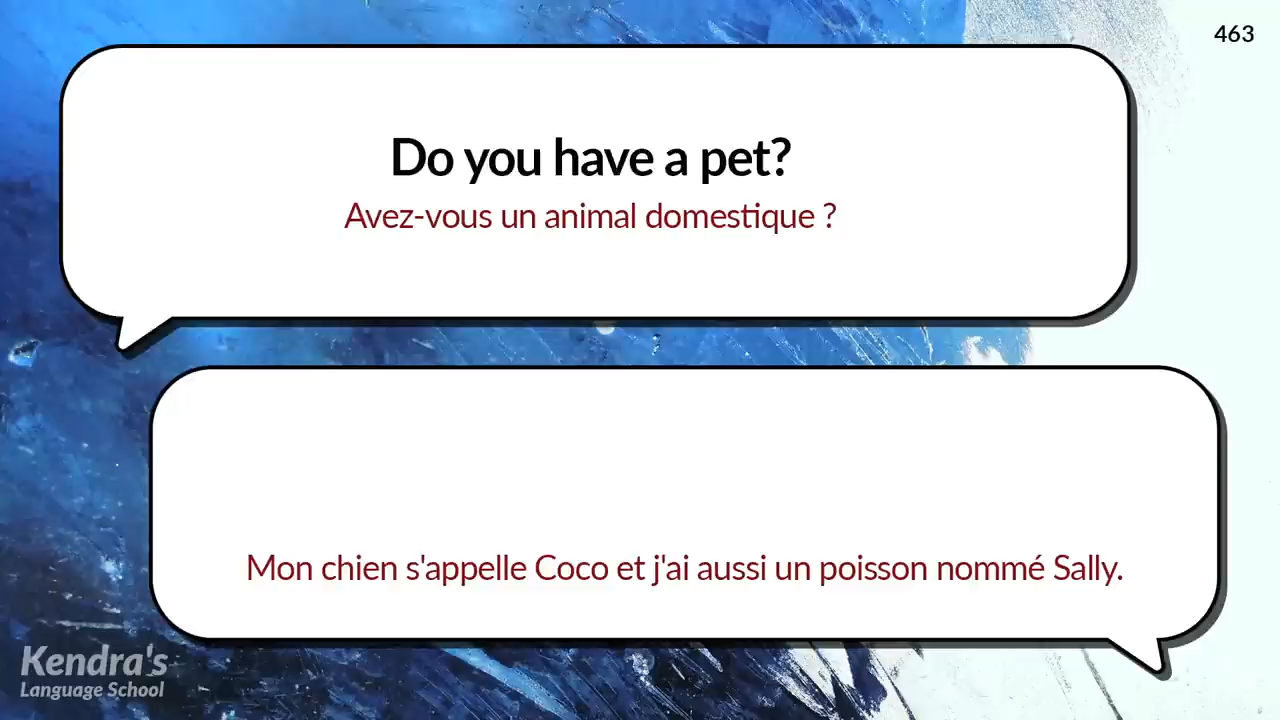 463
Do you have a pet?
Avez-vous un animal domestique ?
Mon chien s'appelle Coco et j'ai aussi un poisson nommé Sally.
Kendra's
Language School